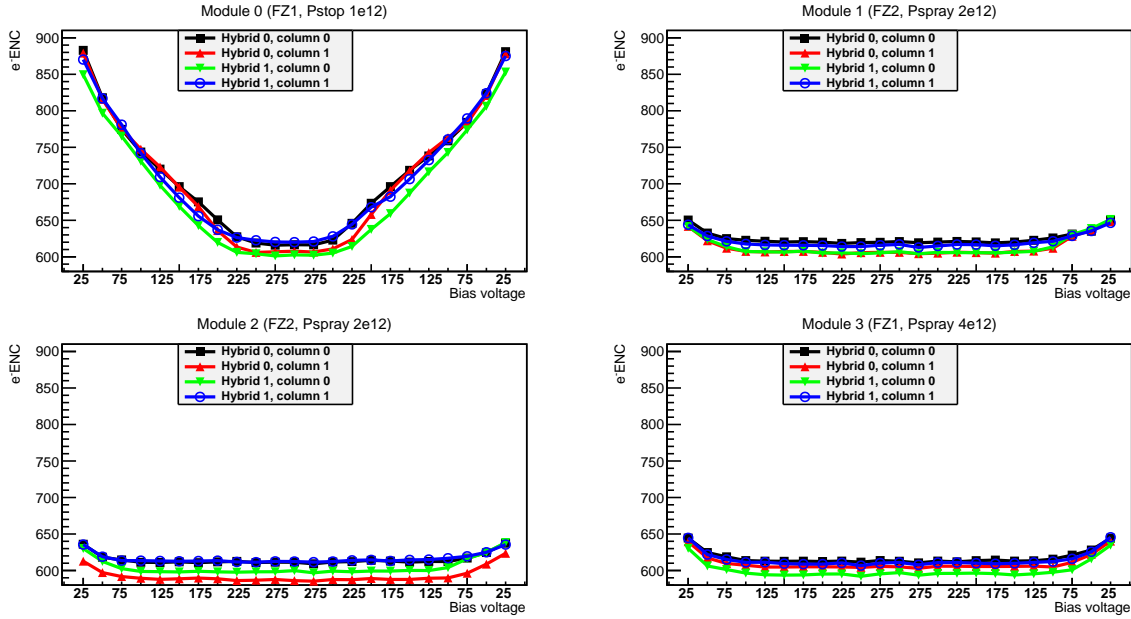 Module 0 (FZ1, Pstop 1e12)
e⁻ENC
900
850
800
750
700
650
600
Hybrid 0, column 0
Hybrid 0, column 1
Hybrid 1, column 0
Hybrid 1, column 1
25 75 125 175 225 275 275 225 175 125 75 25
Bias voltage
Module 1 (FZ2, Pspray 2e12)
e⁻ENC
900
850
800
750
700
650
600
Hybrid 0, column 0
Hybrid 0, column 1
Hybrid 1, column 0
Hybrid 1, column 1
25 75 125 175 225 275 275 225 175 125 75 25
Bias voltage
Module 2 (FZ2, Pspray 2e12)
e⁻ENC
900
850
800
750
700
650
600
Hybrid 0, column 0
Hybrid 0, column 1
Hybrid 1, column 0
Hybrid 1, column 1
25 75 125 175 225 275 275 225 175 125 75 25
Bias voltage
Module 3 (FZ1, Pspray 4e12)
e⁻ENC
900
850
800
750
700
650
600
Hybrid 0, column 0
Hybrid 0, column 1
Hybrid 1, column 0
Hybrid 1, column 1
25 75 125 175 225 275 275 225 175 125 75 25
Bias voltage